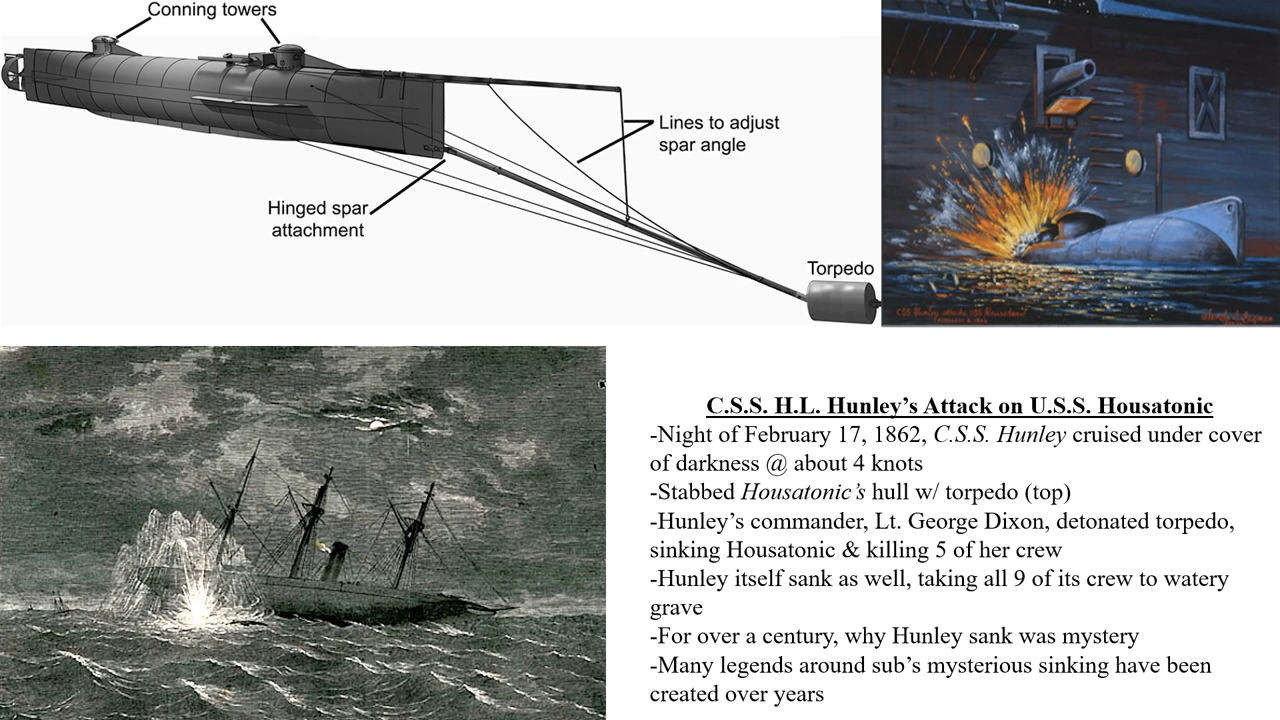 Conning towers
Lines to adjust
spar angle
Hinged spar
attachment
Torpedo
C.S.S. H.L. Hunley’s Attack on U.S.S. Housatonic
-Night of February 17, 1862, C.S.S. Hunley cruised under cover
of darkness @ about 4 knots
-Stabbed Housatonic’s hull w/ torpedo (top)
-Hunley’s commander, Lt. George Dixon, detonated torpedo,
sinking Housatonic & killing 5 of her crew
-Hunley itself sank as well, taking all 9 of its crew to watery
grave
-For over a century, why Hunley sank was mystery
-Many legends around sub’s mysterious sinking have been
created over years